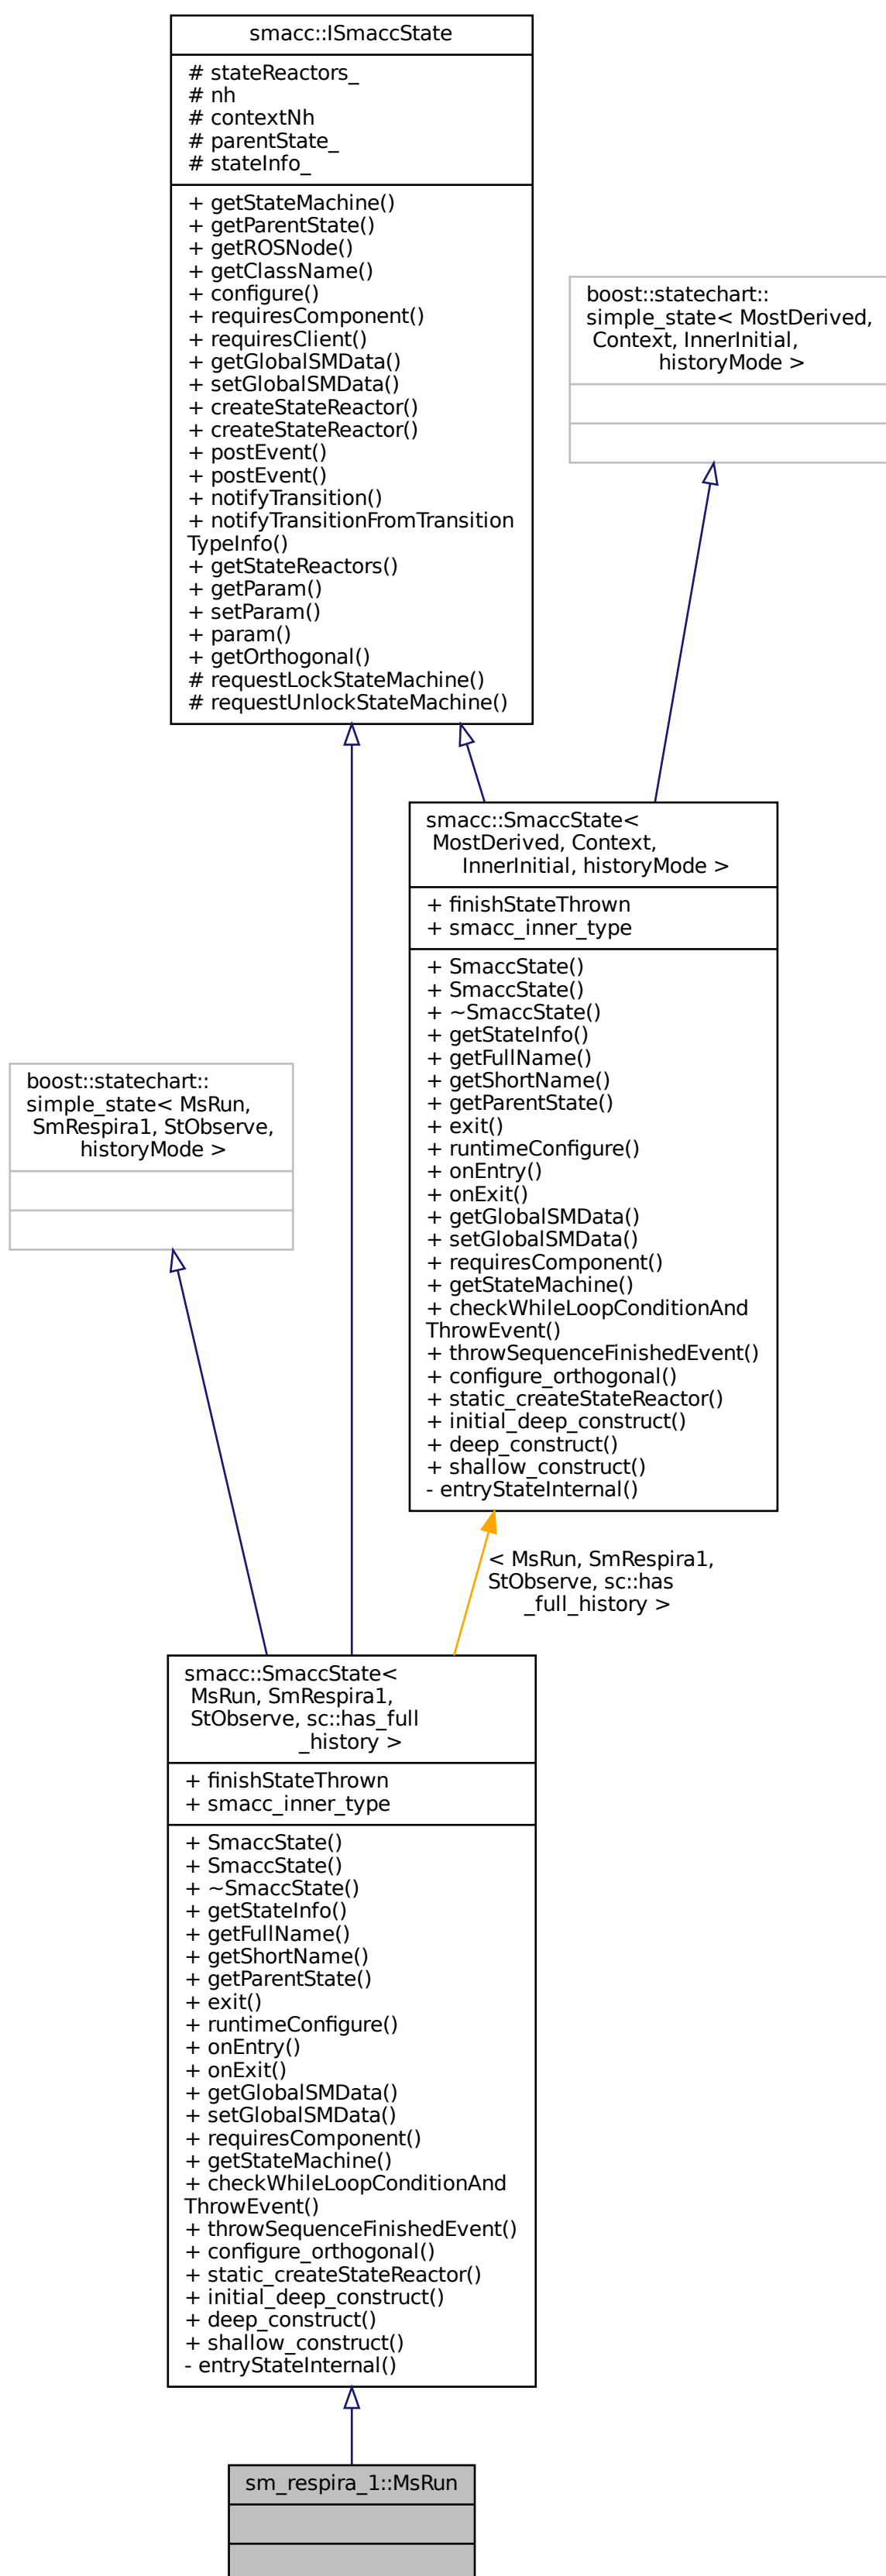 smacc::ISmaccState
# stateReactors_
# nh
# contextNh
# parentState_
# stateInfo_
+ getStateMachine()
+ getParentState()
+ getROSNode()
+ getClassName()
+ configure()
+ requiresComponent()
+ requiresClient()
+ getGlobalSMData()
+ setGlobalSMData()
+ createStateReactor()
+ createStateReactor()
+ postEvent()
+ postEvent()
+ notifyTransition()
+ notifyTransitionFromTransition
TypeInfo()
+ getStateReactors()
+ getParam()
+ setParam()
+ param()
+ getOrthogonal()
# requestLockStateMachine()
# requestUnlockStateMachine()
boost::statechart::
simple_state< MostDerived,
Context, InnerInitial,
historyMode >
smacc::SmaccState<
MostDerived, Context,
InnerInitial, historyMode >
+ finishStateThrown
+ smacc_inner_type
+ SmaccState()
+ SmaccState()
+ ~SmaccState()
+ getStateInfo()
+ getFullName()
+ getShortName()
+ getParentState()
+ exit()
+ runtimeConfigure()
+ onEntry()
+ onExit()
+ getGlobalSMData()
+ setGlobalSMData()
+ requiresComponent()
+ getStateMachine()
+ checkWhileLoopConditionAnd
ThrowEvent()
+ throwSequenceFinishedEvent()
+ configure_orthogonal()
+ static_createStateReactor()
+ initial_deep_construct()
+ deep_construct()
+ shallow_construct()
- entryStateInternal()
boost::statechart::
simple_state< MsRun,
SmRespira1, StObserve,
historyMode >
< MsRun, SmRespira1,
StObserve, sc::has
_full_history >
smacc::SmaccState<
MsRun, SmRespira1,
StObserve, sc::has_full
_history >
+ finishStateThrown
+ smacc_inner_type
+ SmaccState()
+ SmaccState()
+ ~SmaccState()
+ getStateInfo()
+ getFullName()
+ getShortName()
+ getParentState()
+ exit()
+ runtimeConfigure()
+ onEntry()
+ onExit()
+ getGlobalSMData()
+ setGlobalSMData()
+ requiresComponent()
+ getStateMachine()
+ checkWhileLoopConditionAnd
ThrowEvent()
+ throwSequenceFinishedEvent()
+ configure_orthogonal()
+ static_createStateReactor()
+ initial_deep_construct()
+ deep_construct()
+ shallow_construct()
- entryStateInternal()
sm_respira_1::MsRun